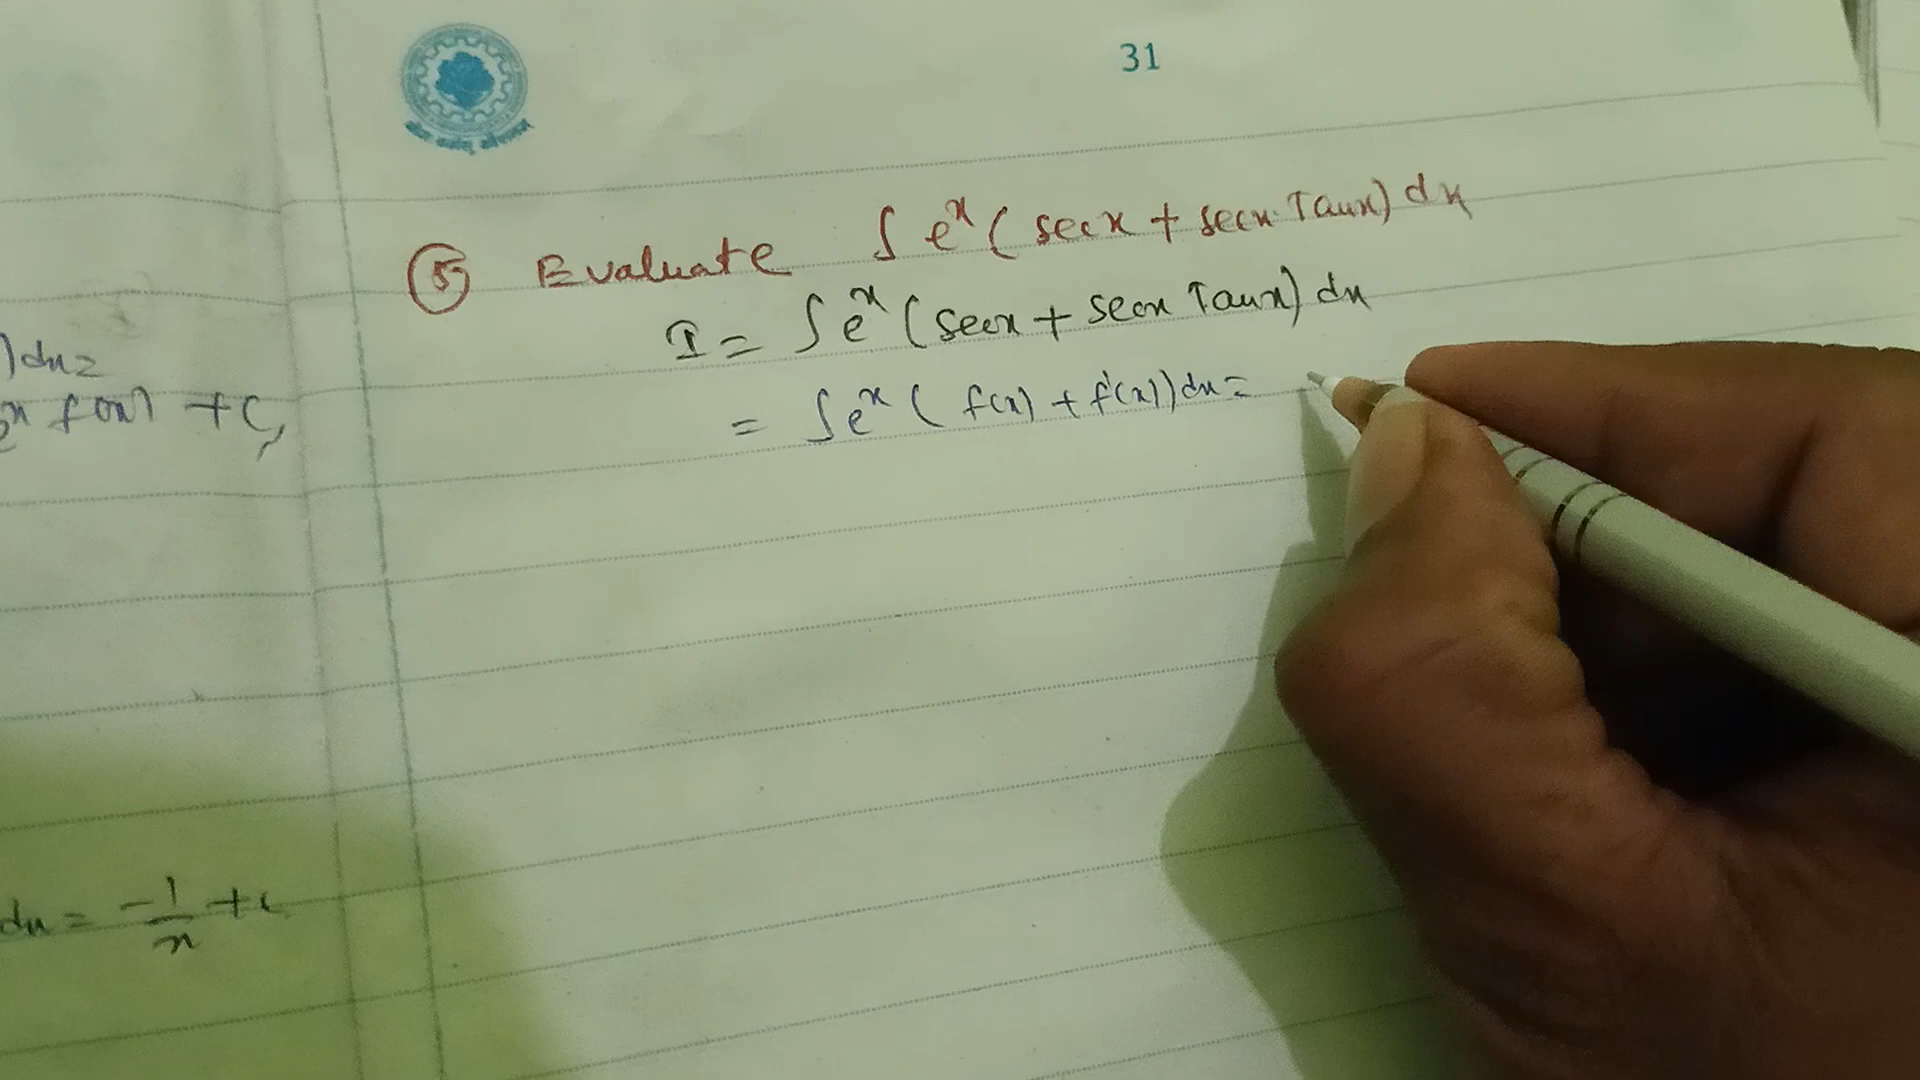 31
⑤ Evaluate ∫ eˣ ( secx + secx. Tanx) dx
I = ∫ eˣ ( secx + secx Tanx) dx
= ∫ eˣ ( f(x) + f'(x)) dx =
) dx =
eˣ f(x) + C,
dx = -1/x + c